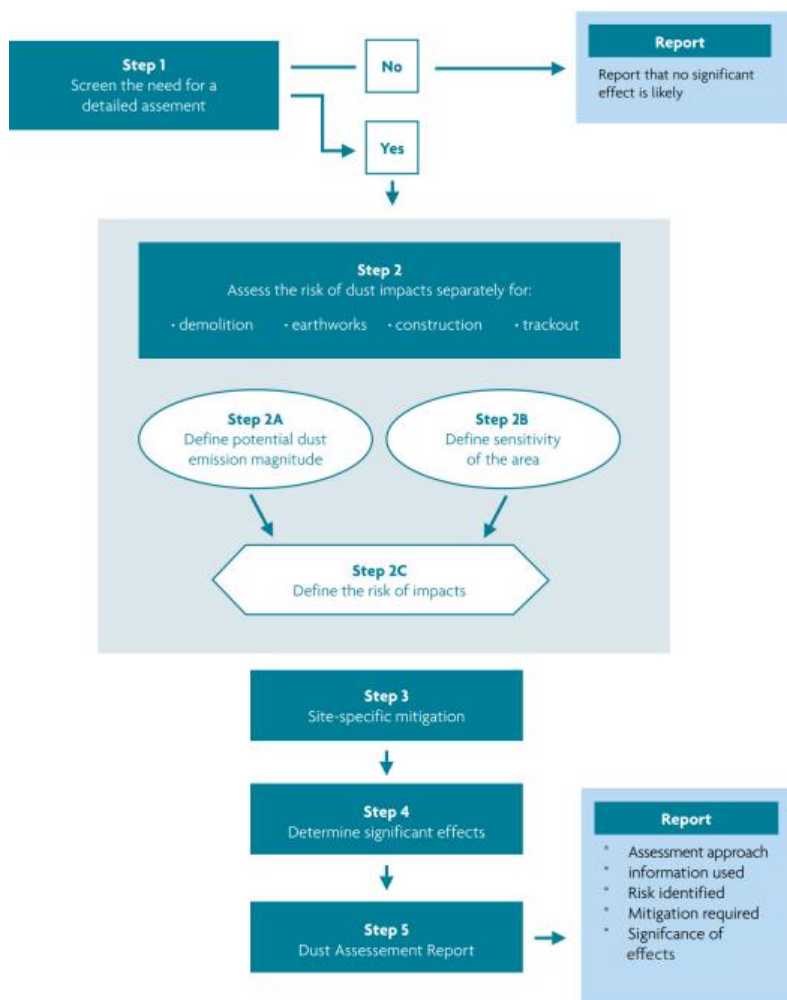 Step 1
Screen the need for a
detailed assement
No
Report
Report that no significant
effect is likely
Yes
Step 2
Assess the risk of dust impacts separately for:
· demolition · earthworks · construction · trackout
Step 2A
Define potential dust
emission magnitude
Step 2B
Define sensitivity
of the area
Step 2C
Define the risk of impacts
Step 3
Site-specific mitigation
Step 4
Determine significant effects
Step 5
Dust Assessement Report
Report
* Assessment approach
* information used
* Risk identified
* Mitigation required
* Signifcance of
effects